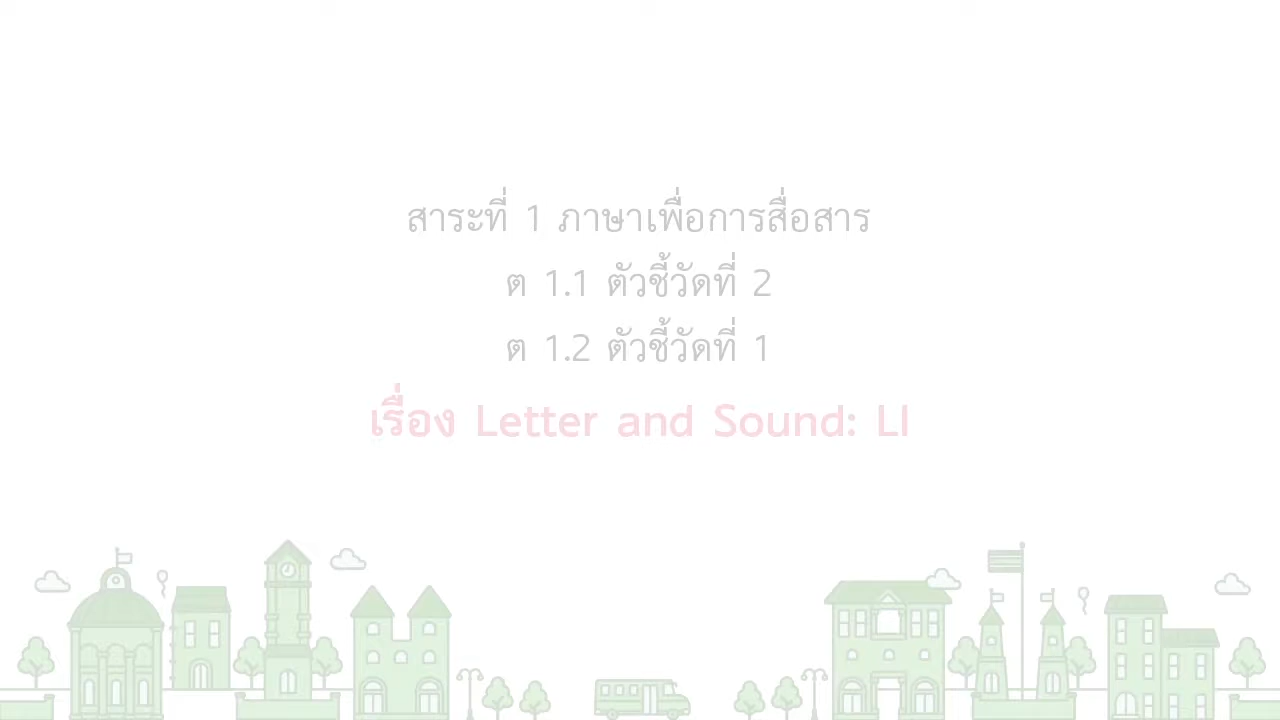 สาระที่ 1 ภาษาเพื่อการสื่อสาร
ต 1.1 ตัวชี้วัดที่ 2
ต 1.2 ตัวชี้วัดที่ 1
เรื่อง Letter and Sound: Ll